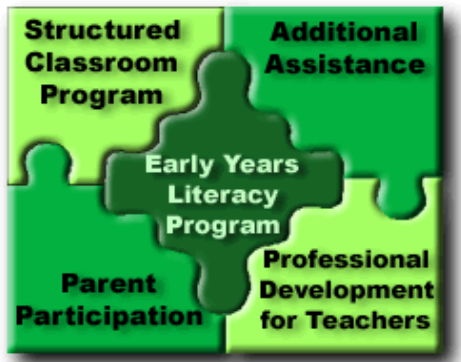 Structured
Classroom
Program
Additional
Assistance
Early Years
Literacy
Program
Parent
Participation
Professional
Development
for Teachers